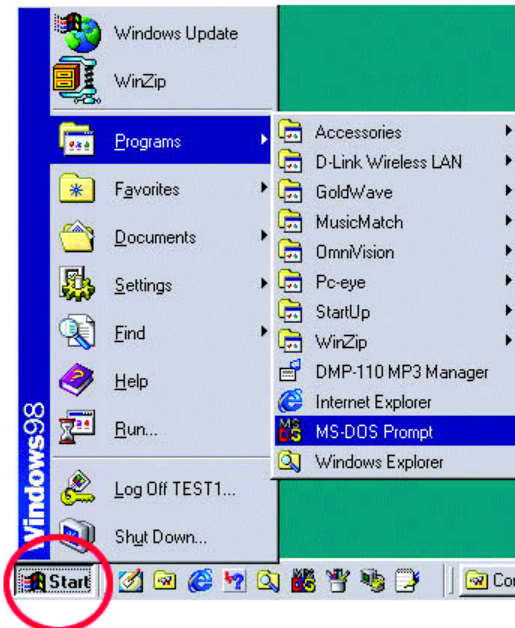 Windows Update
WinZip
Programs
Favorites
Documents
Settings
Find
Help
Run...
Log Off TEST1...
Shut Down...
Windows98
Accessories
D-Link Wireless LAN
GoldWave
MusicMatch
OmniVision
Pc-eye
StartUp
WinZip
DMP-110 MP3 Manager
Internet Explorer
MS-DOS Prompt
Windows Explorer
Start